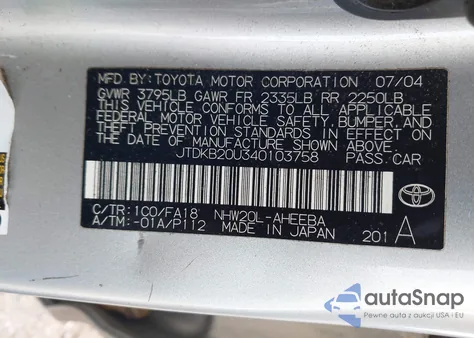 MFD. BY: TOYOTA MOTOR CORPORATION 07/04
GVWR 3795LB GAWR FR 2335LB RR 2250LB
THIS VEHICLE CONFORMS TO ALL APPLICABLE
FEDERAL MOTOR VEHICLE SAFETY, BUMPER, AND
THEFT PREVENTION STANDARDS IN EFFECT ON
THE DATE OF MANUFACTURE SHOWN ABOVE.
JTDKB20U340103758 PASS. CAR
C/TR: 1C0/FA18 NHW20L-AHEEBA
A/TM: -01A/P112 MADE IN JAPAN 201 A
TOYOTA
autoSnap
Pewne auta z aukcji USA i EU